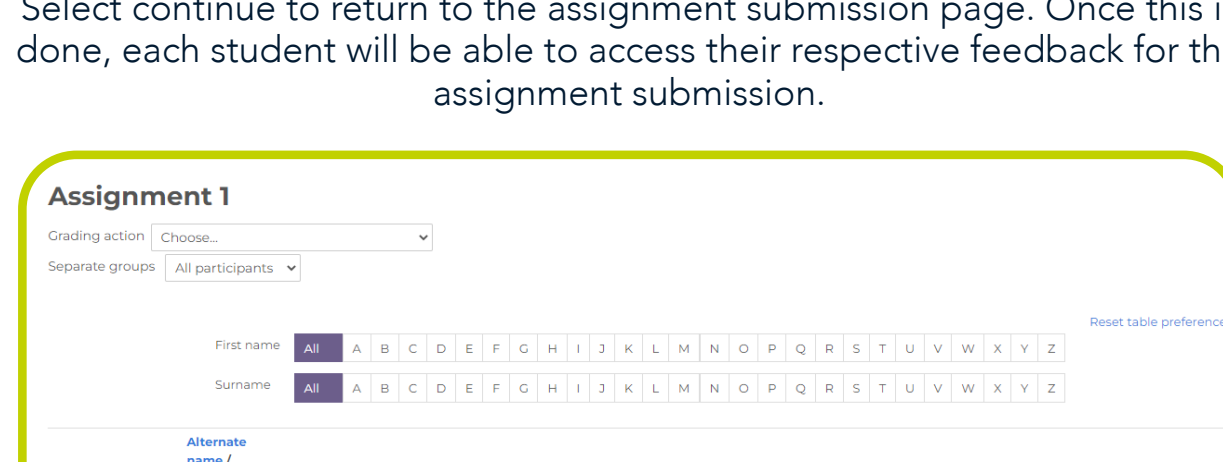 Select continue to return to the assignment submission page. Once this i
done, each student will be able to access their respective feedback for th
assignment submission.
Assignment 1
Grading action Choose...
Separate groups All participants
Reset table preference
First name All A B C D E F G H I J K L M N O P Q R S T U V W X Y Z
Surname All A B C D E F G H I J K L M N O P Q R S T U V W X Y Z
Alternate
name /